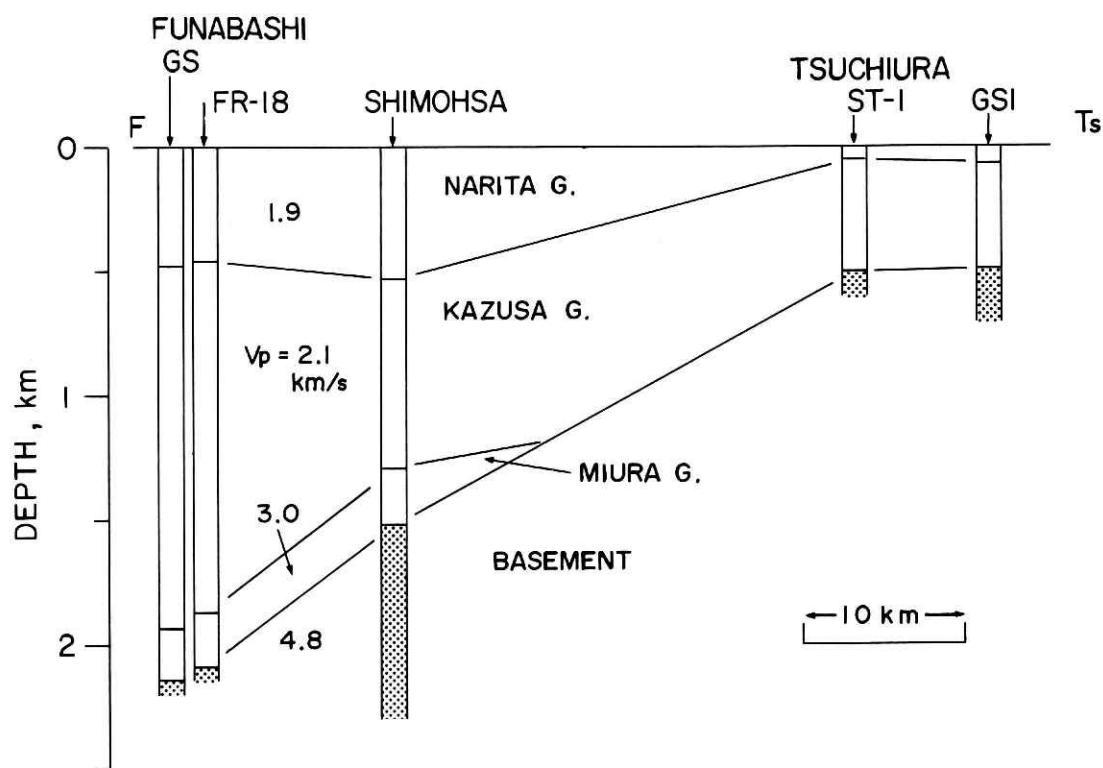 FUNABASHI
GS
FR-18
SHIMOHSA
TSUCHIURA
ST-1
GS1
F
Ts
0
NARITA G.
1.9
KAZUSA G.
Vp = 2.1
km/s
1
MIURA G.
3.0
BASEMENT
10 km
4.8
2
DEPTH, km